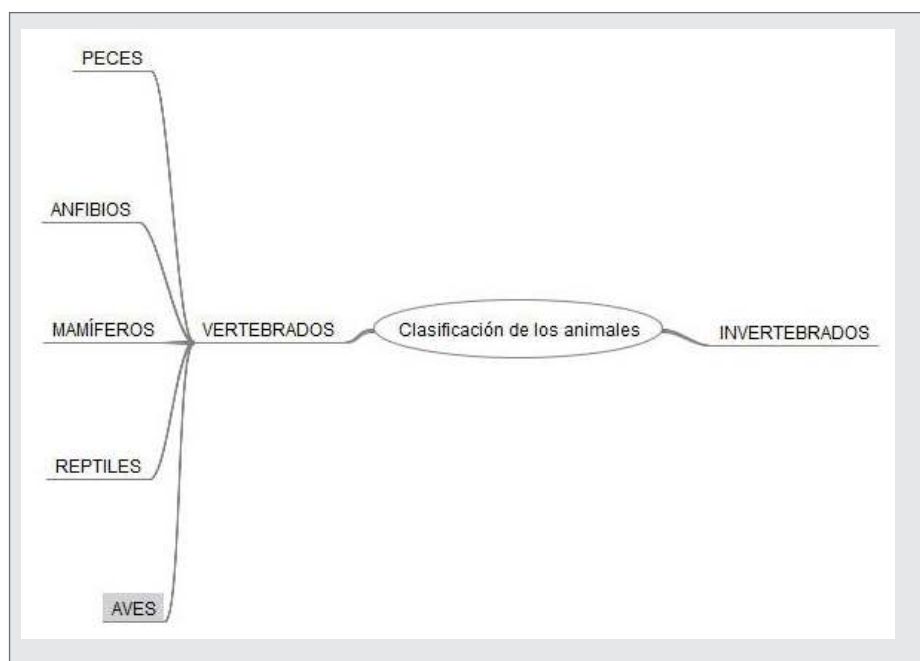 PECES
ANFIBIOS
MAMÍFEROS
VERTEBRADOS
Clasificación de los animales
INVERTEBRADOS
REPTILES
AVES